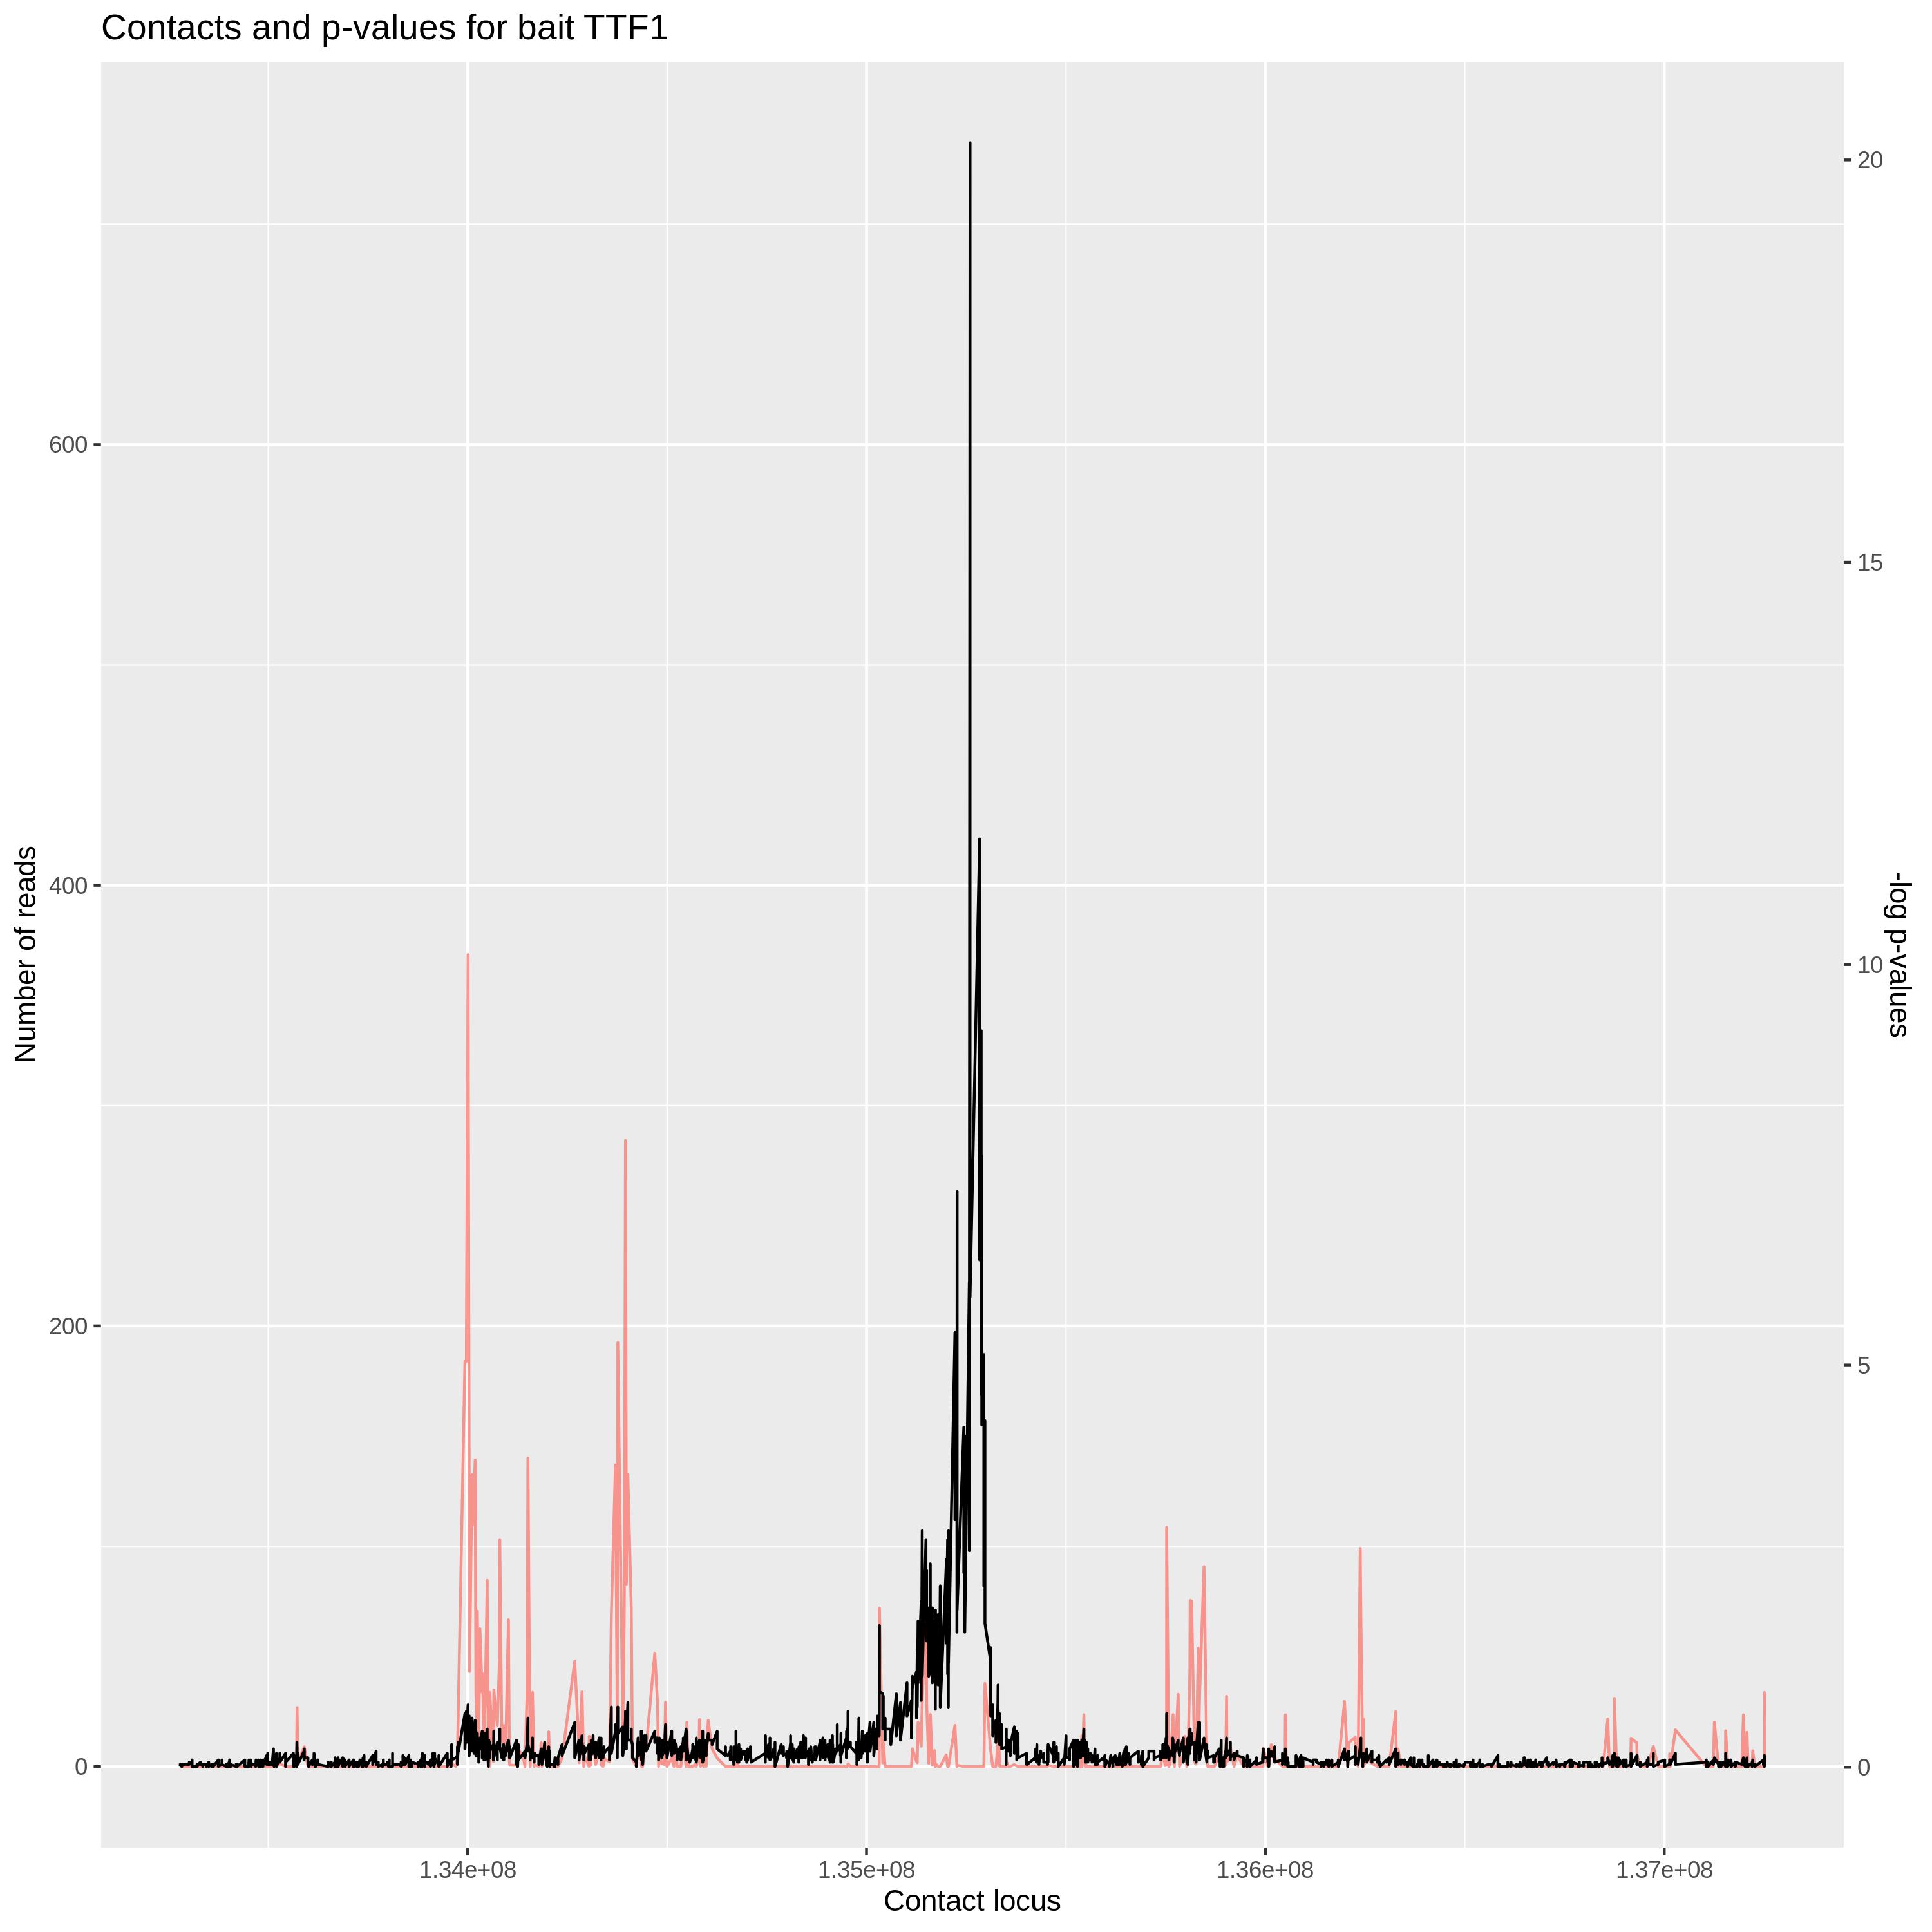 Contacts and p-values for bait TTF1
Number of reads
600
400
200
0
20
15
10
5
0
-log p-values
1.34e+08
1.35e+08
1.36e+08
1.37e+08
Contact locus